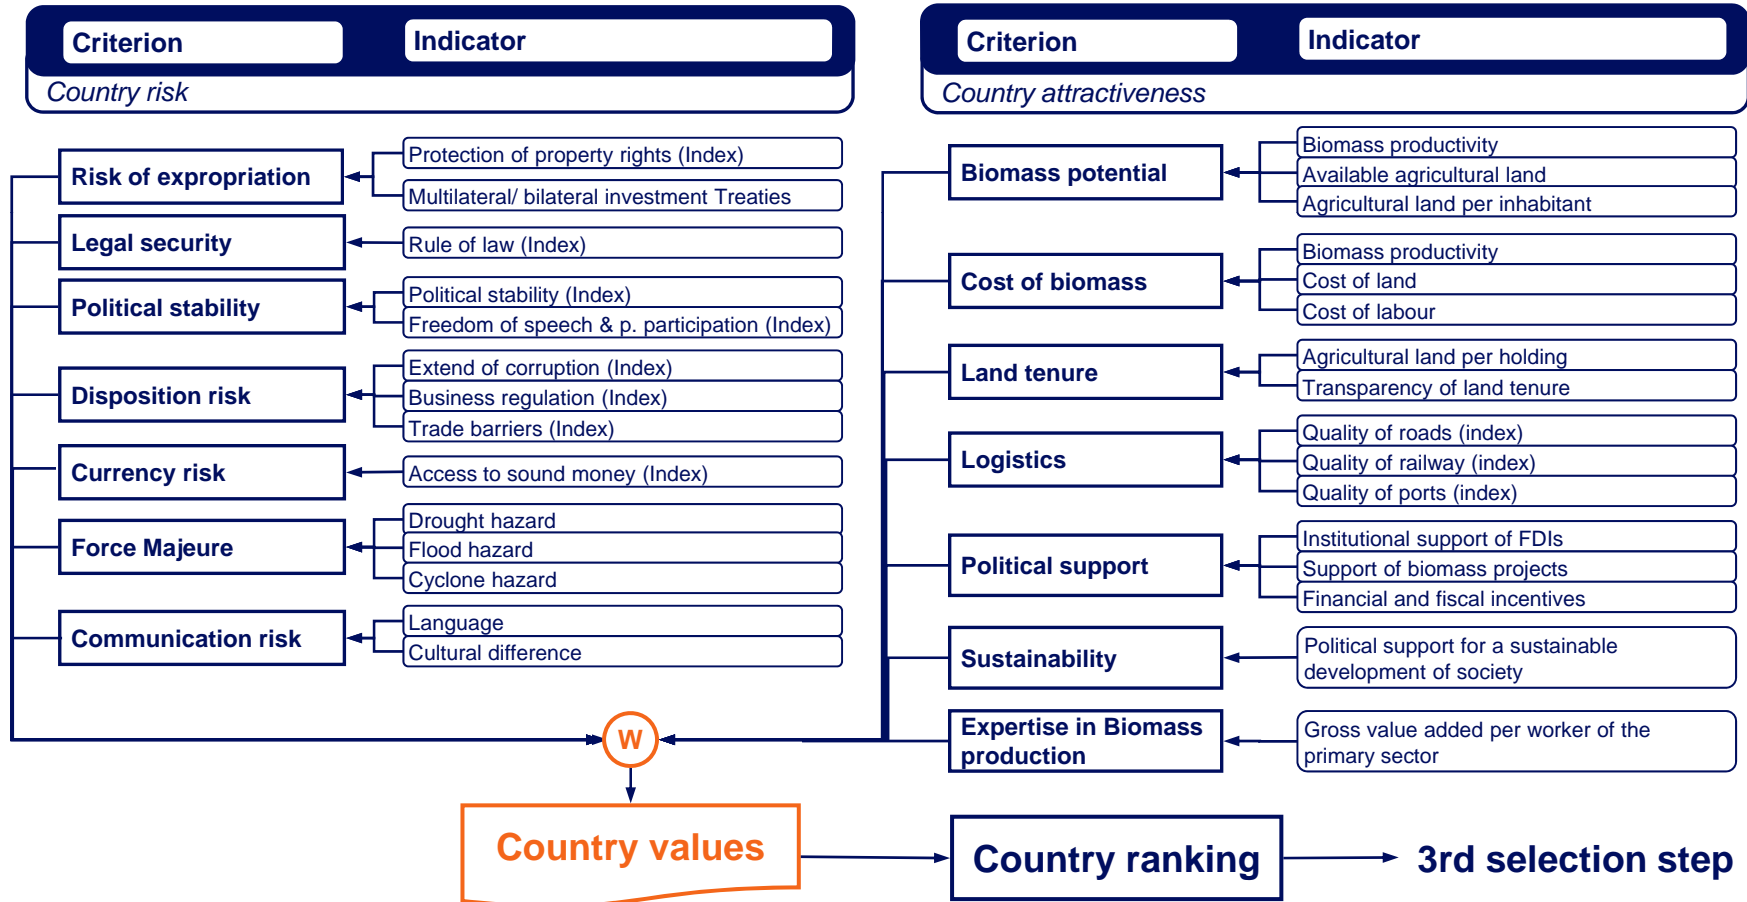 Criterion
Indicator
Country risk
Risk of expropriation
Protection of property rights (Index)
Multilateral/ bilateral investment Treaties
Legal security
Rule of law (Index)
Political stability
Political stability (Index)
Freedom of speech & p. participation (Index)
Disposition risk
Extend of corruption (Index)
Business regulation (Index)
Trade barriers (Index)
Currency risk
Access to sound money (Index)
Force Majeure
Drought hazard
Flood hazard
Cyclone hazard
Communication risk
Language
Cultural difference
Criterion
Indicator
Country attractiveness
Biomass potential
Biomass productivity
Available agricultural land
Agricultural land per inhabitant
Cost of biomass
Biomass productivity
Cost of land
Cost of labour
Land tenure
Agricultural land per holding
Transparency of land tenure
Logistics
Quality of roads (index)
Quality of railway (index)
Quality of ports (index)
Political support
Institutional support of FDIs
Support of biomass projects
Financial and fiscal incentives
Sustainability
Political support for a sustainable
development of society
Expertise in Biomass
production
Gross value added per worker of the
primary sector
W
Country values
Country ranking
3rd selection step